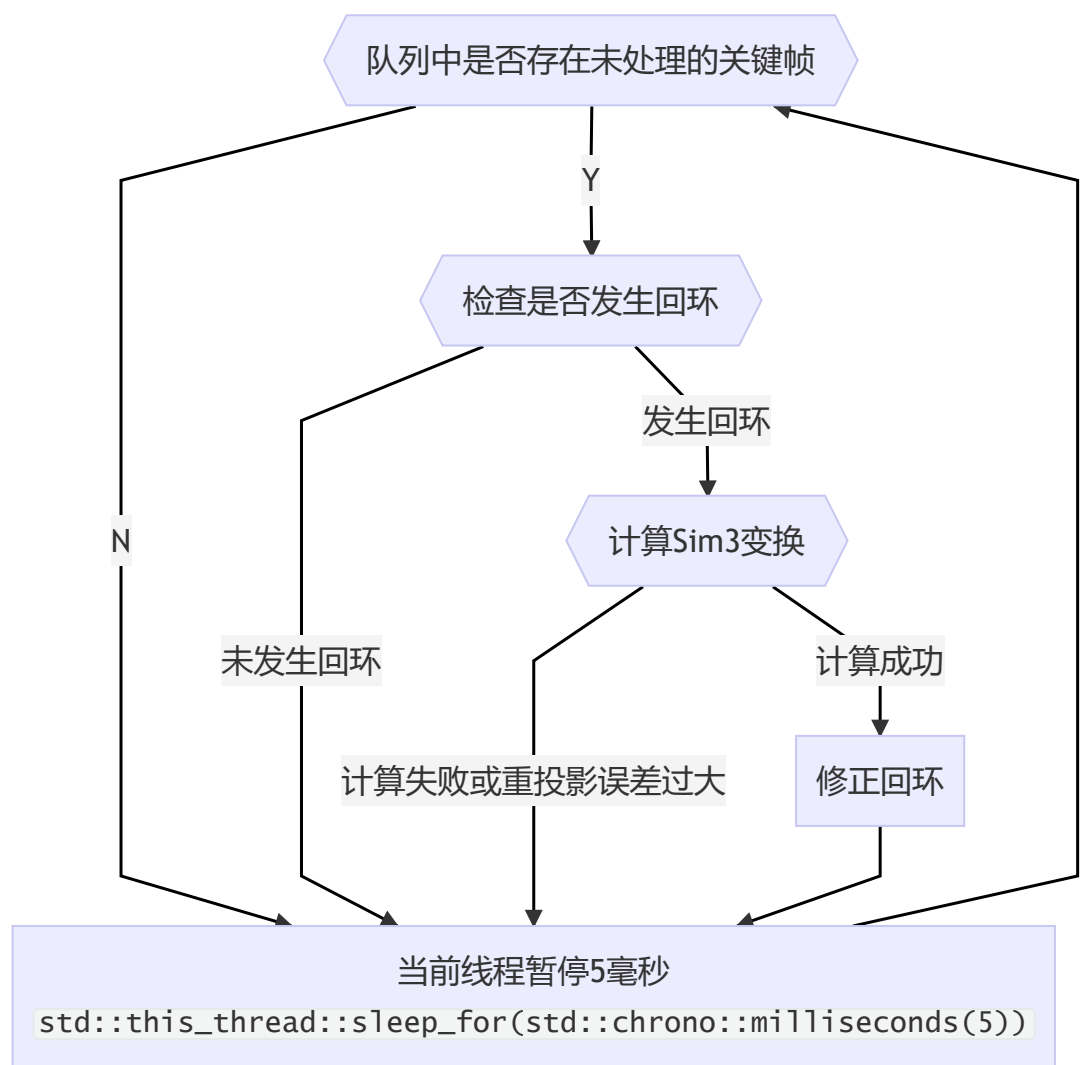 队列中是否存在未处理的关键帧
Y
检查是否发生回环
发生回环
计算Sim3变换
N
未发生回环
计算成功
计算失败或重投影误差过大
修正回环
当前线程暂停5毫秒
std::this_thread::sleep_for(std::chrono::milliseconds(5))